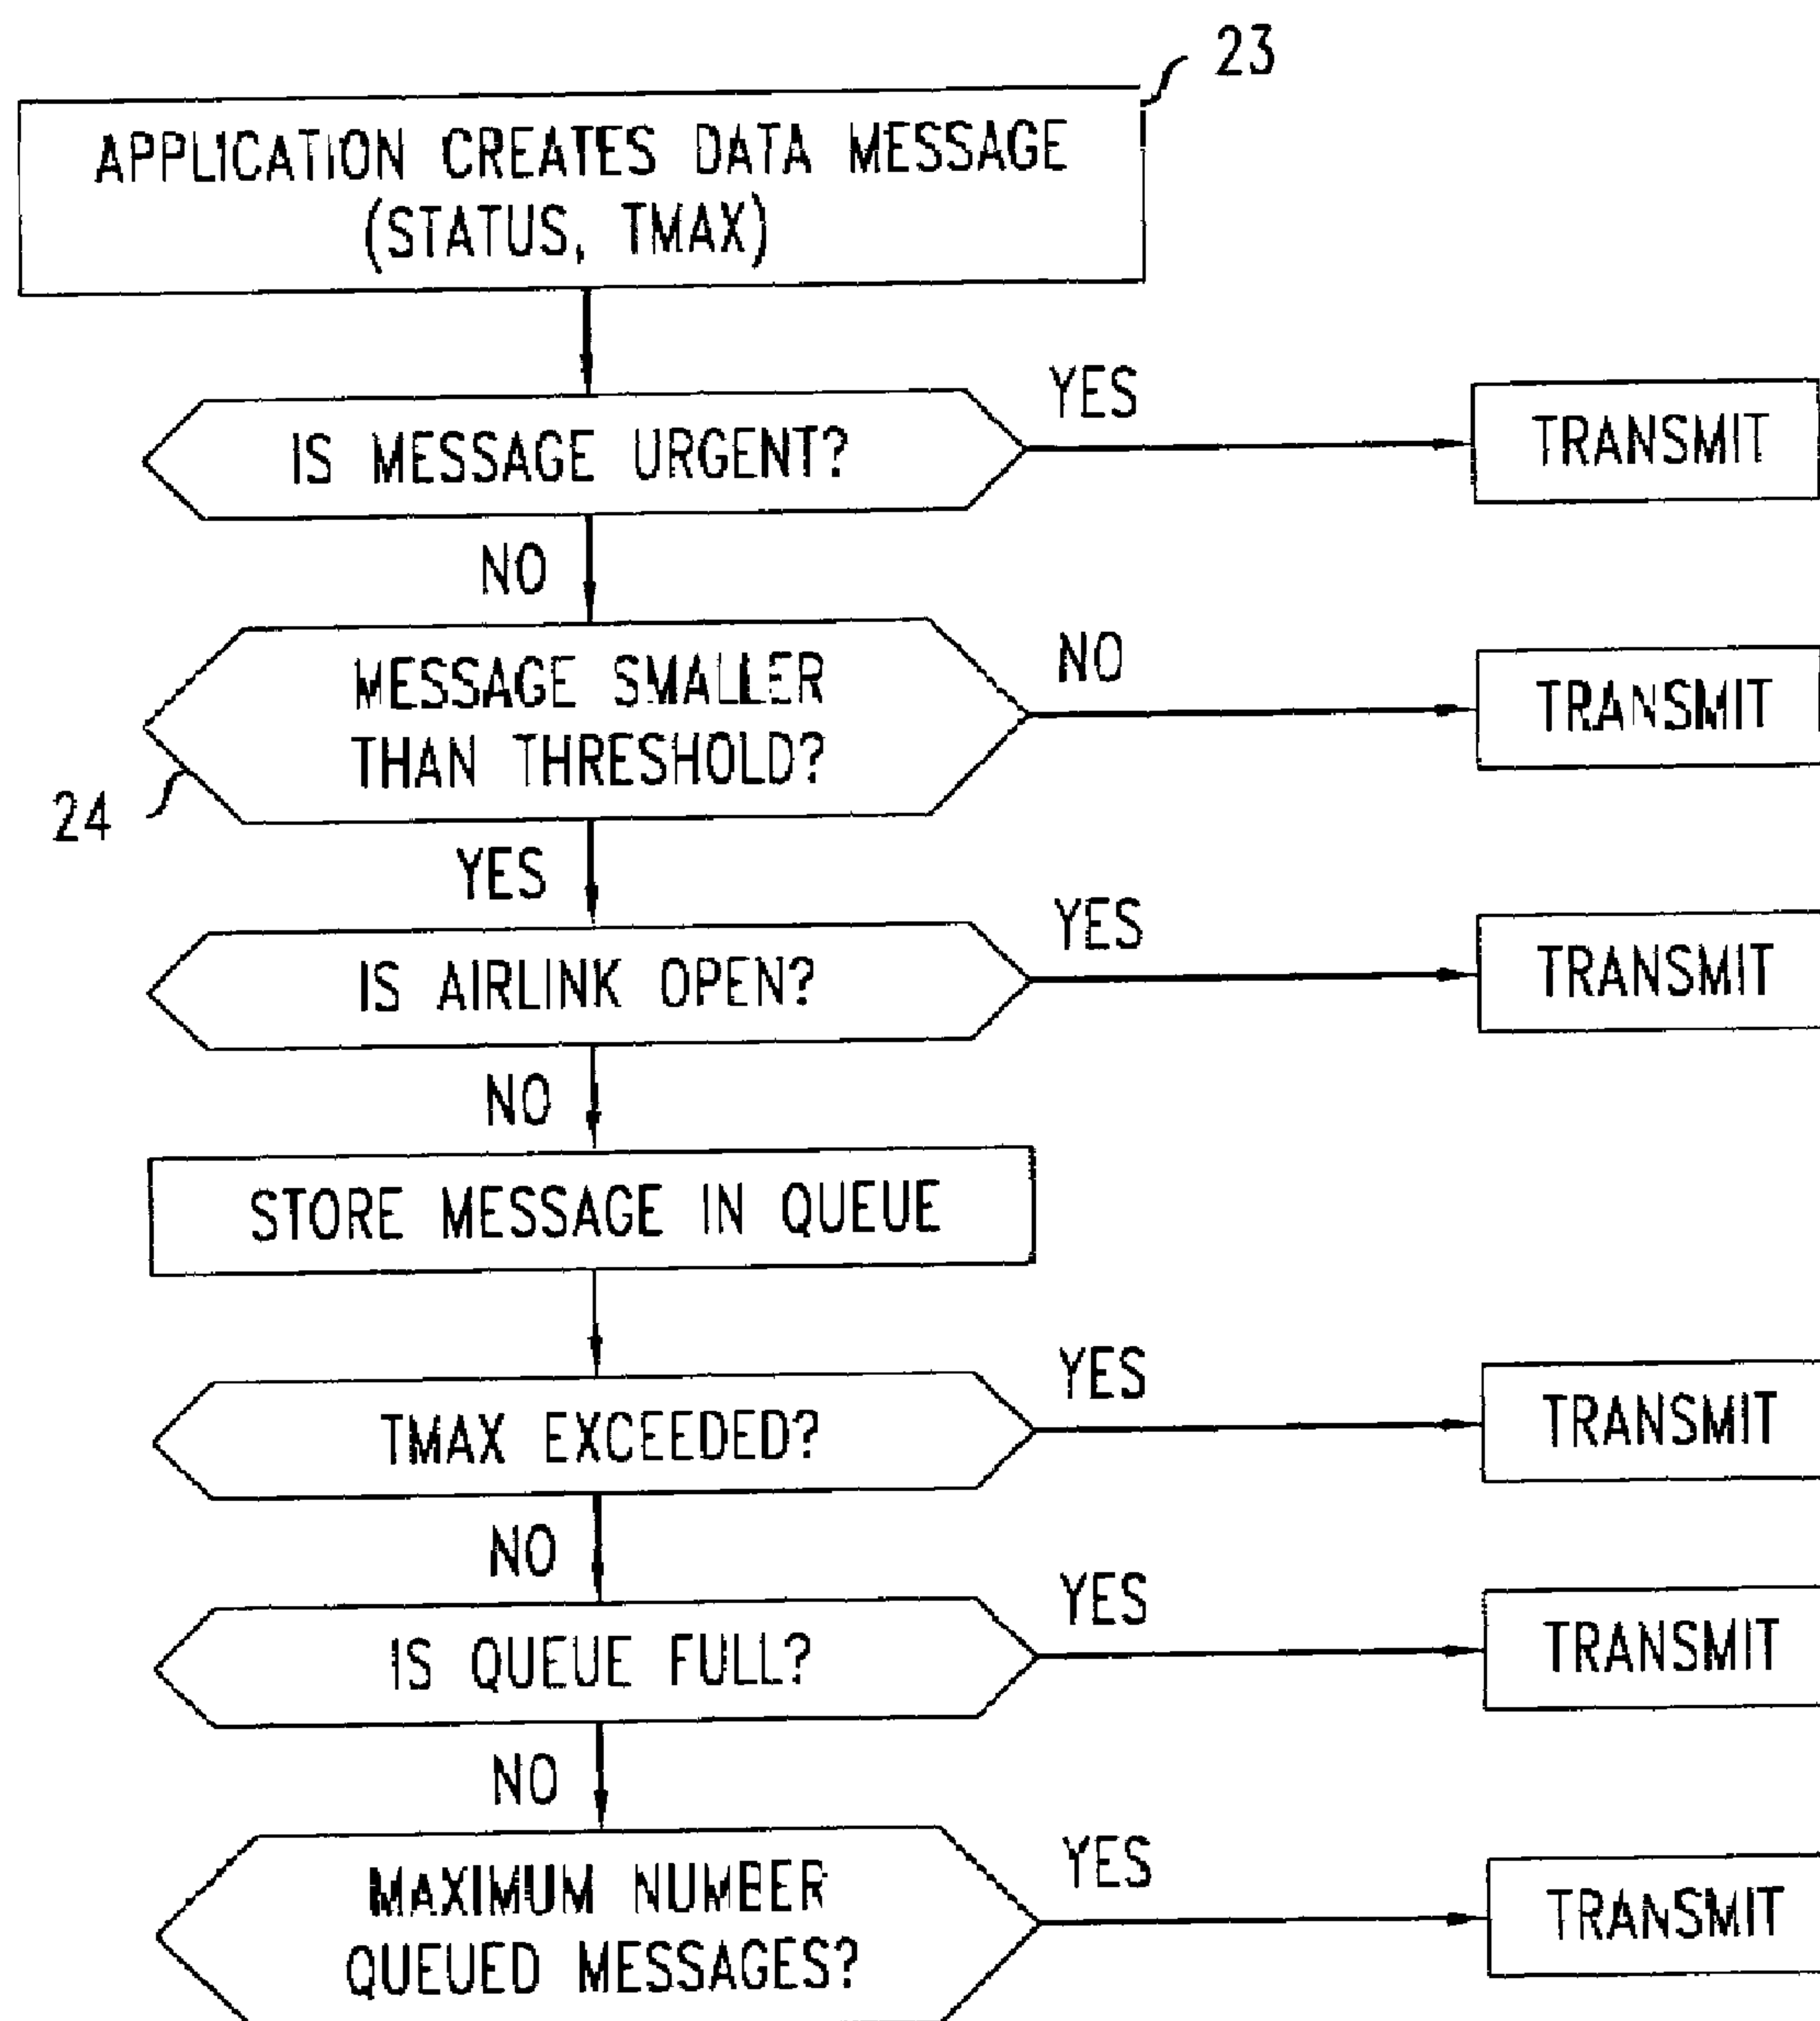 23
APPLICATION CREATES DATA MESSAGE
(STATUS, TMAX)
YES
IS MESSAGE URGENT?
TRANSMIT
NO
MESSAGE SMALLER
THAN THRESHOLD?
NO
TRANSMIT
24
YES
IS AIRLINK OPEN?
YES
TRANSMIT
NO
STORE MESSAGE IN QUEUE
TMAX EXCEEDED?
YES
TRANSMIT
NO
IS QUEUE FULL?
YES
TRANSMIT
NO
MAXIMUM NUMBER
QUEUED MESSAGES?
YES
TRANSMIT